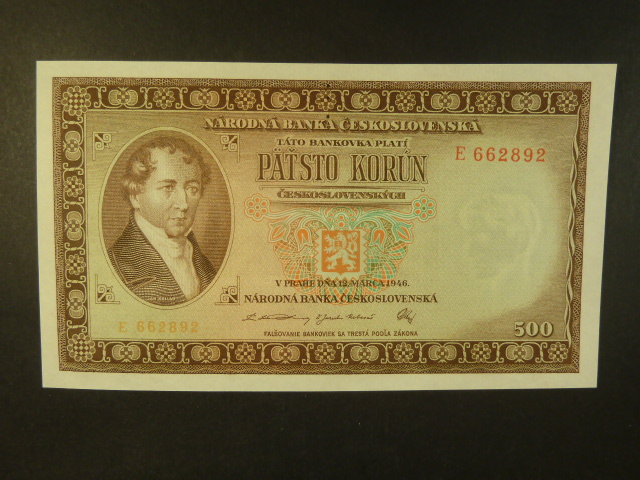 NÁRODNÁ BANKA ČESKOSLOVENSKÁ
TÁTO BANKOVKA PLATÍ
PÄŤSTO KORÚN
ČESKOSLOVENSKÝCH
E 662892
V PRAHE DŇA 12. MARCA 1946.
NÁRODNÁ BANKA ČESKOSLOVENSKÁ
E 662892
FALŠOVANIE BANKOVIEK SA TRESTÁ PODĽA ZÁKONA
500